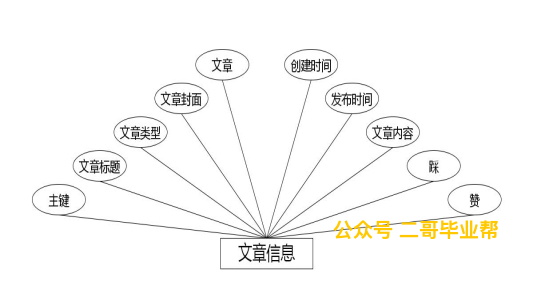 文章
创建时间
文章封面
发布时间
文章类型
文章内容
文章标题
踩
主键
赞
公众号 二哥毕业帮
文章信息